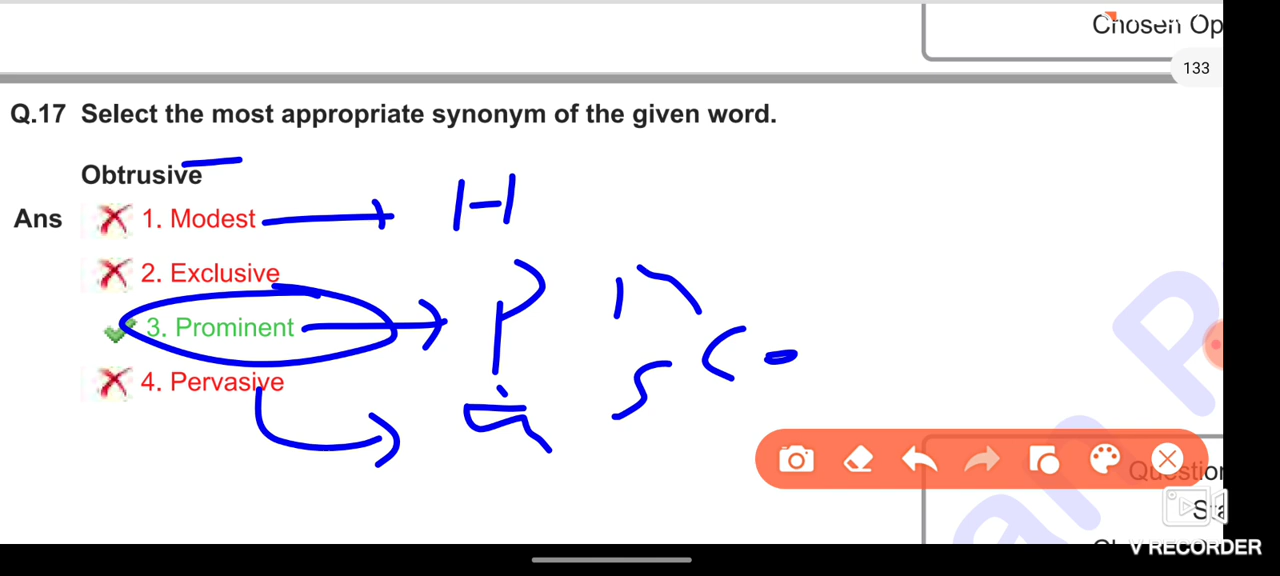 Chosen Op
133
Q.17 Select the most appropriate synonym of the given word.
Obtrusive
Ans 1. Modest
H
2. Exclusive
3. Prominent
P
4. Pervasive
Questio
V RECORDER